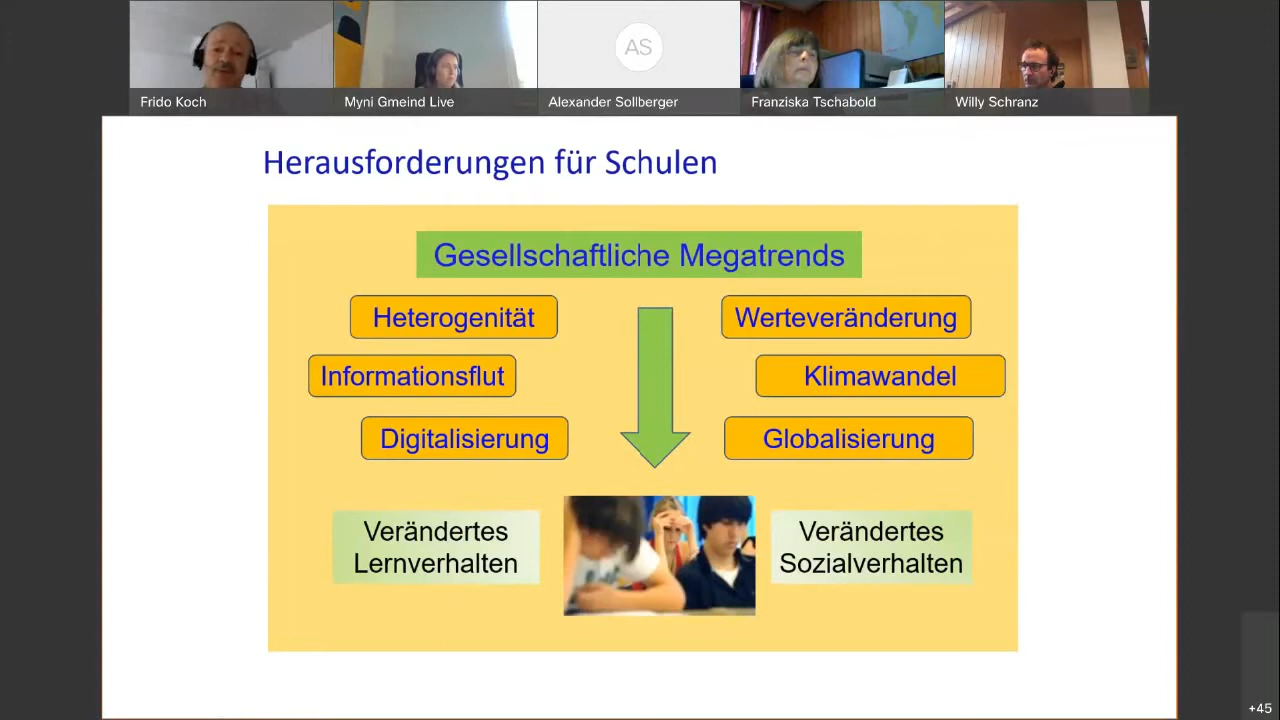 AS
Frido Koch
Myni Gmeind Live
Alexander Sollberger
Franziska Tschabold
Willy Schranz
Herausforderungen für Schulen
Gesellschaftliche Megatrends
Heterogenität
Werteveränderung
Informationsflut
Klimawandel
Digitalisierung
Globalisierung
Verändertes
Lernverhalten
Verändertes
Sozialverhalten
+45